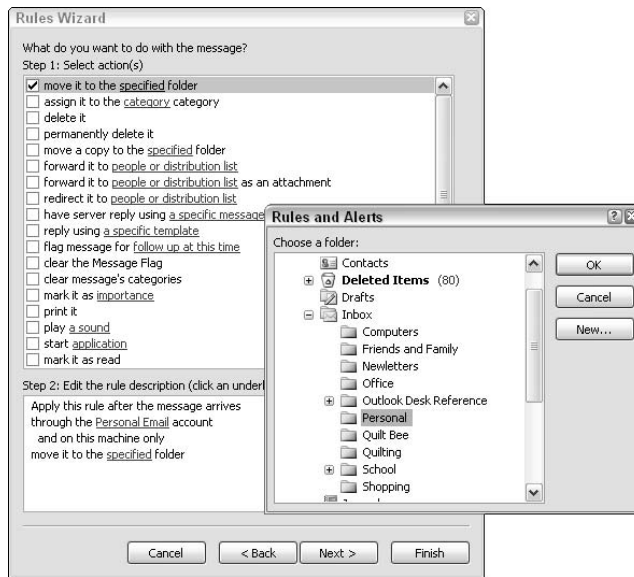 Rules Wizard
What do you want to do with the message?
Step 1: Select action(s)
move it to the specified folder
assign it to the category category
delete it
permanently delete it
move a copy to the specified folder
forward it to people or distribution list
forward it to people or distribution list as an attachment
redirect it to people or distribution list
have server reply using a specific message
reply using a specific template
flag message for follow up at this time
clear the Message Flag
clear message's categories
mark it as importance
print it
play a sound
start application
mark it as read
Step 2: Edit the rule description (click an underl
Apply this rule after the message arrives
through the Personal Email account
and on this machine only
move it to the specified folder
Cancel
< Back
Next >
Finish
Rules and Alerts
Choose a folder:
Contacts
Deleted Items (80)
Drafts
Inbox
Computers
Friends and Family
Newletters
Office
Outlook Desk Reference
Personal
Quilt Bee
Quilting
School
Shopping
OK
Cancel
New...